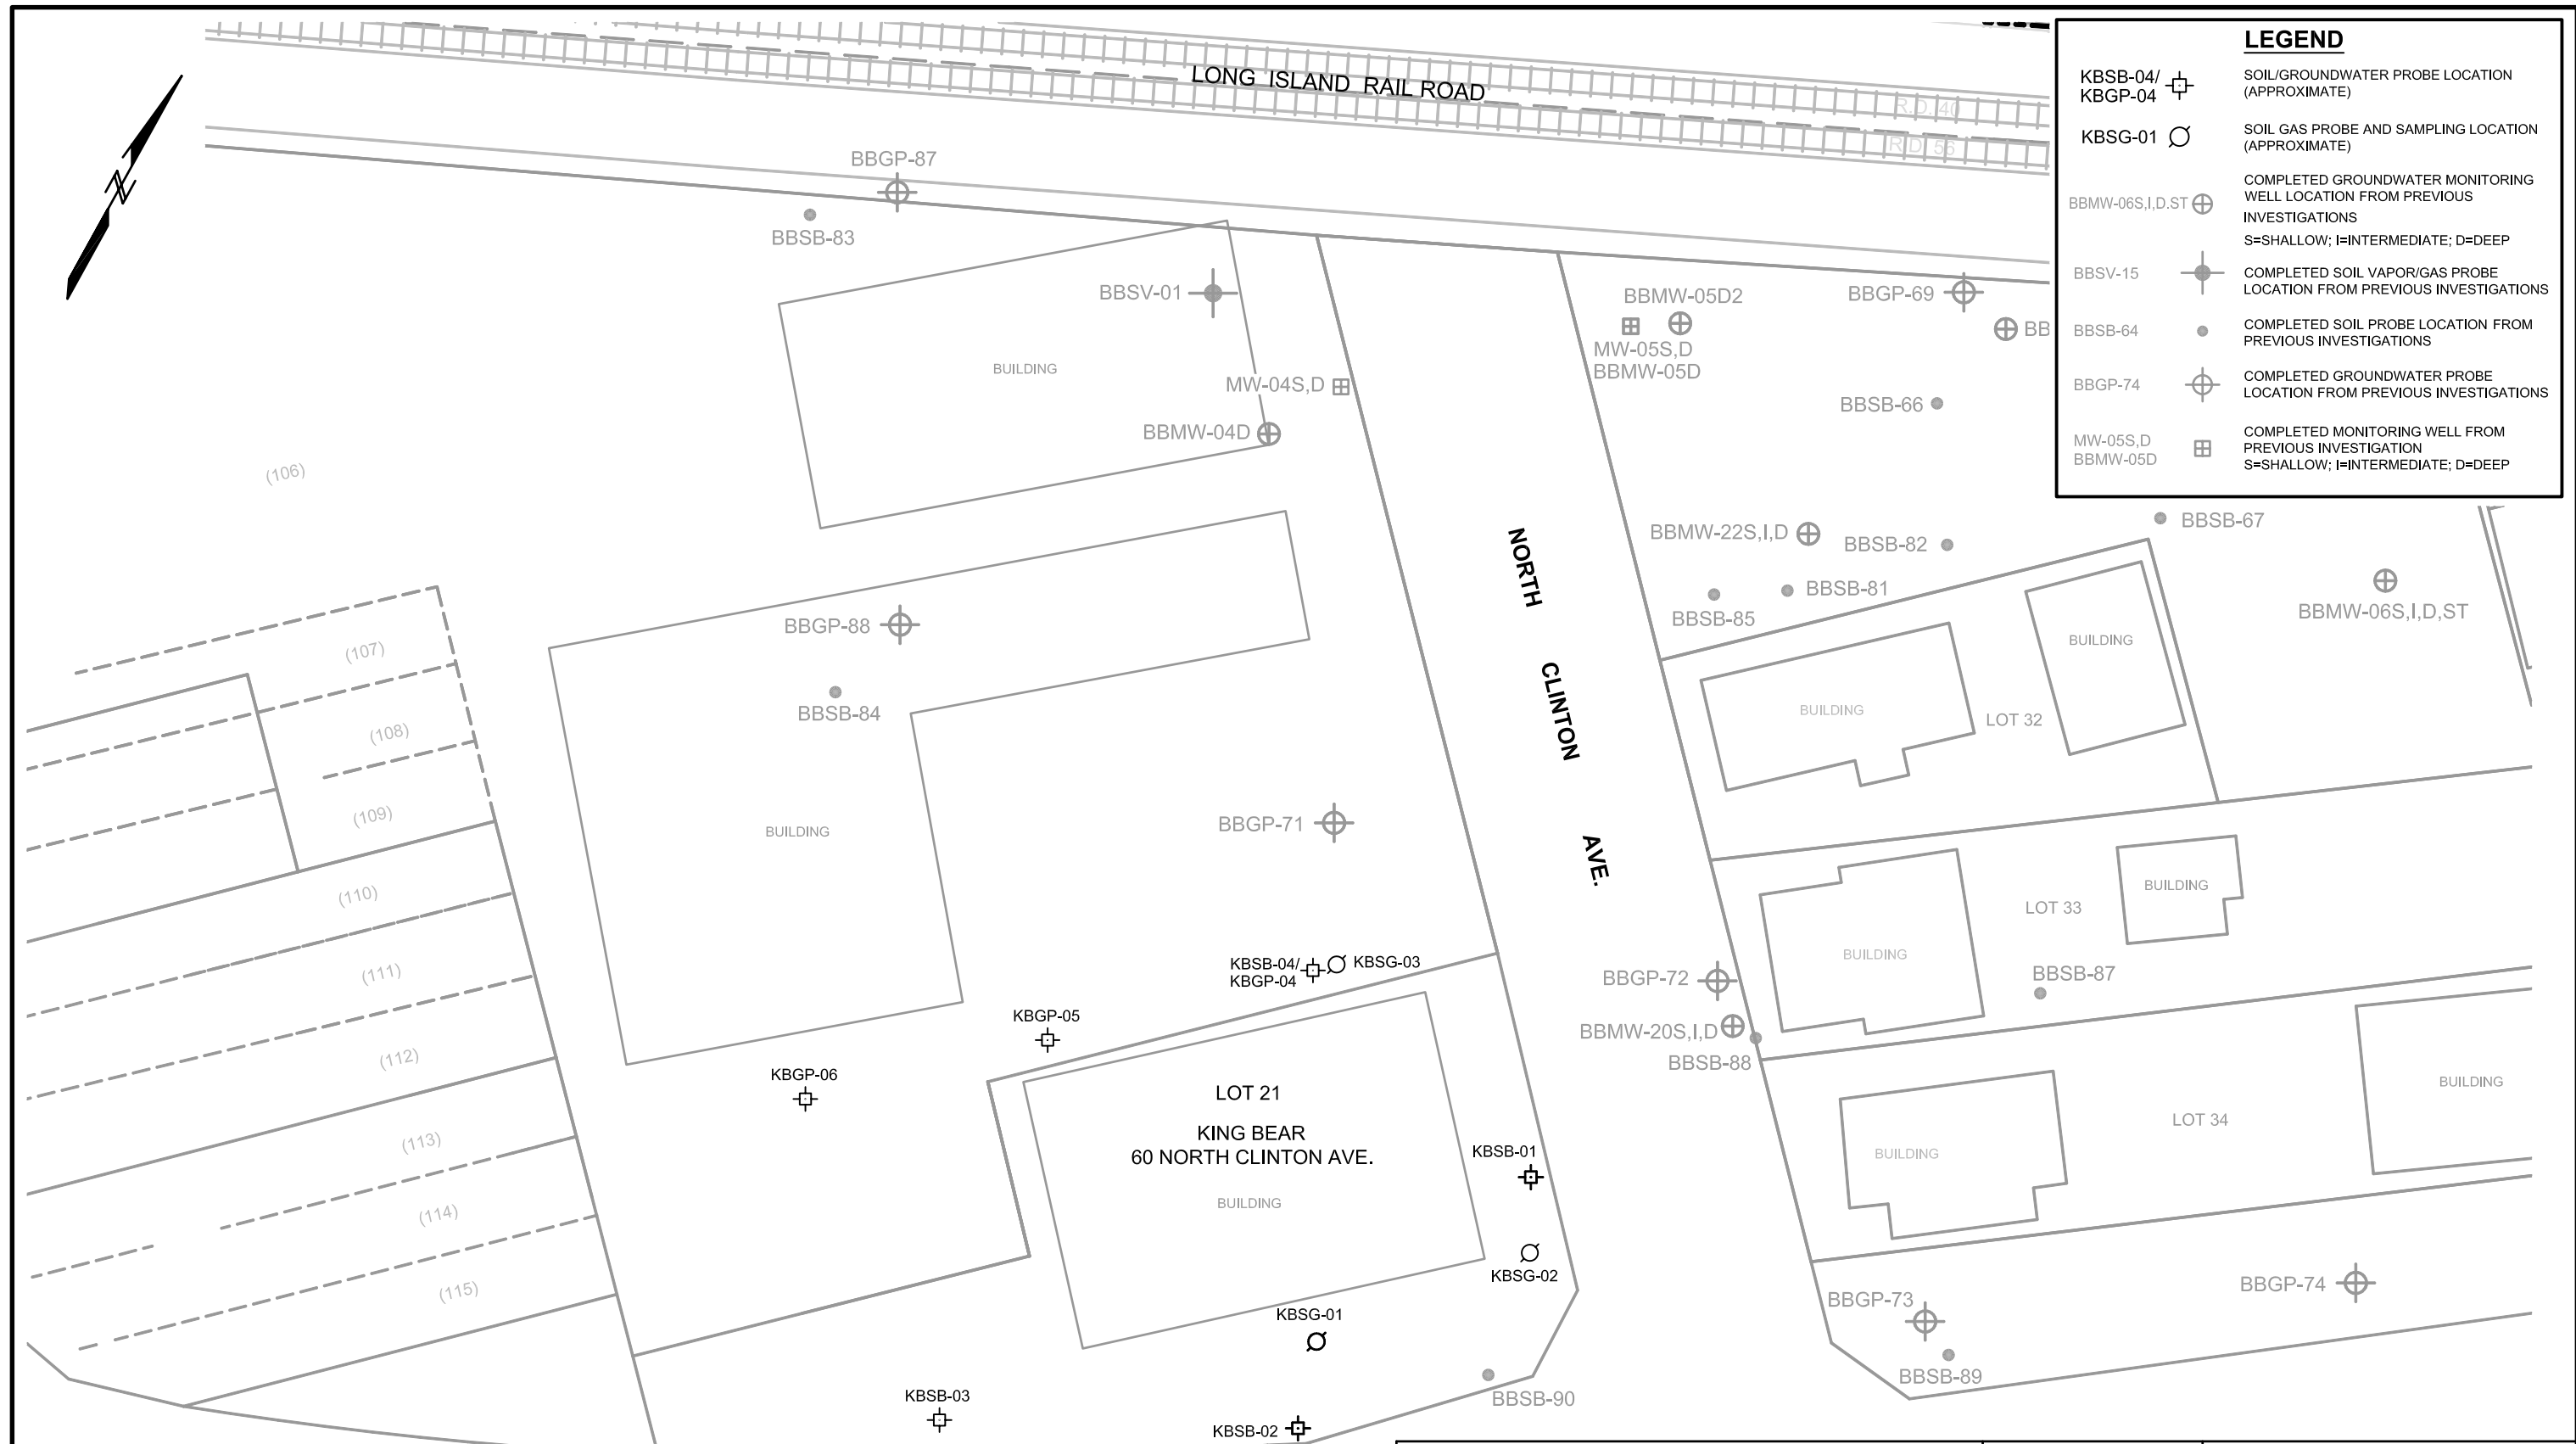 LONG ISLAND RAIL ROAD
R.D. 40
R.D. 56
LEGEND
KBSB-04/
KBGP-04
SOIL/GROUNDWATER PROBE LOCATION
(APPROXIMATE)
KBSG-01
SOIL GAS PROBE AND SAMPLING LOCATION
(APPROXIMATE)
BBMW-06S,I,D.ST
COMPLETED GROUNDWATER MONITORING
WELL LOCATION FROM PREVIOUS
INVESTIGATIONS
S=SHALLOW; I=INTERMEDIATE; D=DEEP
BBSV-15
COMPLETED SOIL VAPOR/GAS PROBE
LOCATION FROM PREVIOUS INVESTIGATIONS
BBSB-64
COMPLETED SOIL PROBE LOCATION FROM
PREVIOUS INVESTIGATIONS
BBGP-74
COMPLETED GROUNDWATER PROBE
LOCATION FROM PREVIOUS INVESTIGATIONS
MW-05S,D
BBMW-05D
COMPLETED MONITORING WELL FROM
PREVIOUS INVESTIGATION
S=SHALLOW; I=INTERMEDIATE; D=DEEP
N
BBGP-87
BBSB-83
BBSV-01
BUILDING
MW-04S,D
BBMW-04D
BBMW-05D2
MW-05S,D
BBMW-05D
BBGP-69
BB
BBSB-66
(106)
NORTH CLINTON AVE.
BBMW-22S,I,D
BBSB-82
BBSB-67
BBSB-81
BBSB-85
BBMW-06S,I,D,ST
BUILDING
BUILDING
LOT 32
BBGP-88
BBSB-84
BUILDING
BBGP-71
(107)
(108)
(109)
(110)
(111)
(112)
(113)
(114)
(115)
BUILDING
LOT 33
BUILDING
BBSB-87
KBSB-04/
KBGP-04
KBSG-03
BBGP-72
BBMW-20S,I,D
BBSB-88
KBGP-05
KBGP-06
LOT 21
KING BEAR
60 NORTH CLINTON AVE.
BUILDING
KBSB-01
KBSG-02
KBSG-01
BUILDING
LOT 34
BUILDING
BBGP-73
BBGP-74
BBSB-89
BBSB-90
KBSB-03
KBSB-02